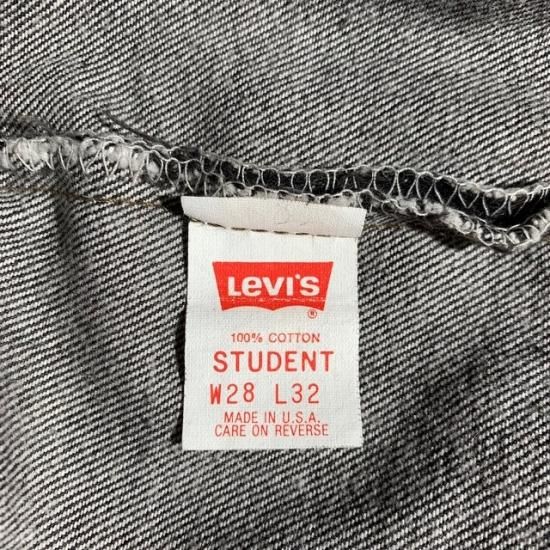 Levi's
®
100% COTTON
STUDENT
W28 L32
MADE IN U.S.A.
CARE ON REVERSE